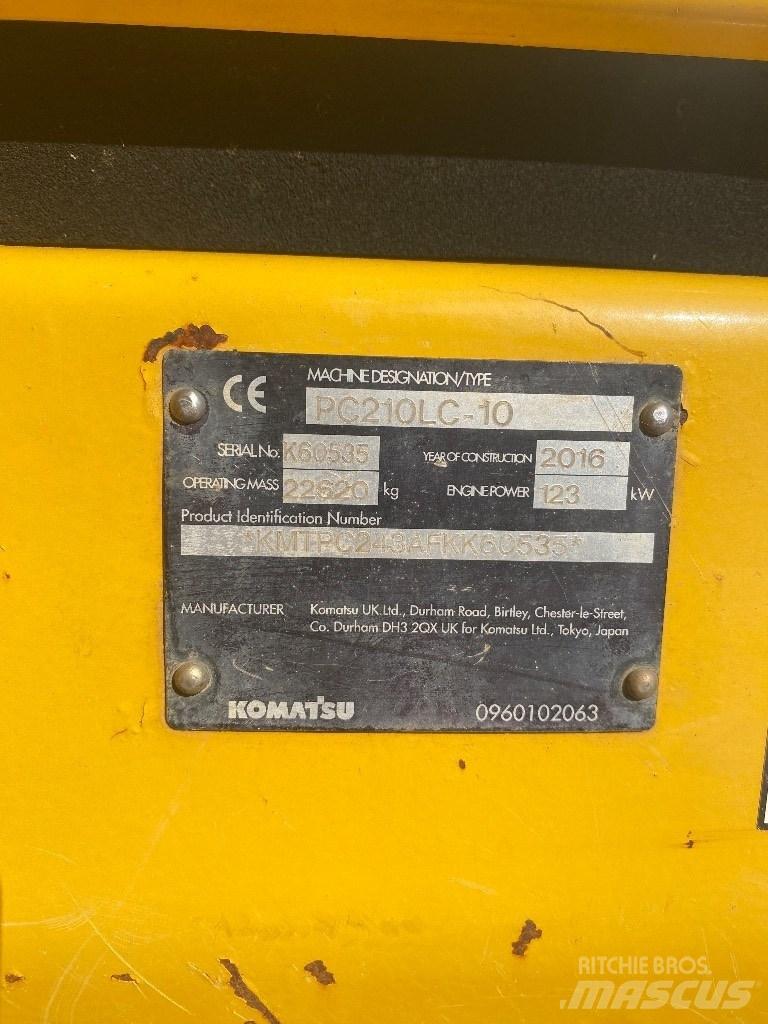 CE MACHINE DESIGNATION/TYPE
PC210LC-10
SERIAL No. K60535 YEAR OF CONSTRUCTION 2016
OPERATING MASS 22620 kg ENGINE POWER 123 kW
Product Identification Number
*KMTPC243AFKK60535*
MANUFACTURER Komatsu UK Ltd., Durham Road, Birtley, Chester-le-Street,
Co. Durham DH3 2QX UK for Komatsu Ltd., Tokyo, Japan
KOMATSU 0960102063
RITCHIE BROS.
MASCUS